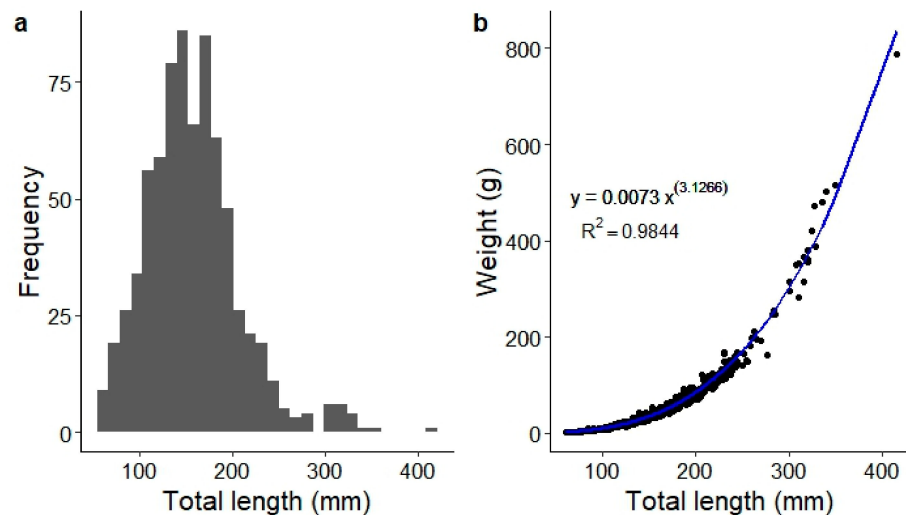 a
Frequency
75
50
25
0
100 200 300 400
Total length (mm)
b
Weight (g)
800
600
400
200
0
y = 0.0073 x^(3.1266)
R² = 0.9844
100 200 300 400
Total length (mm)